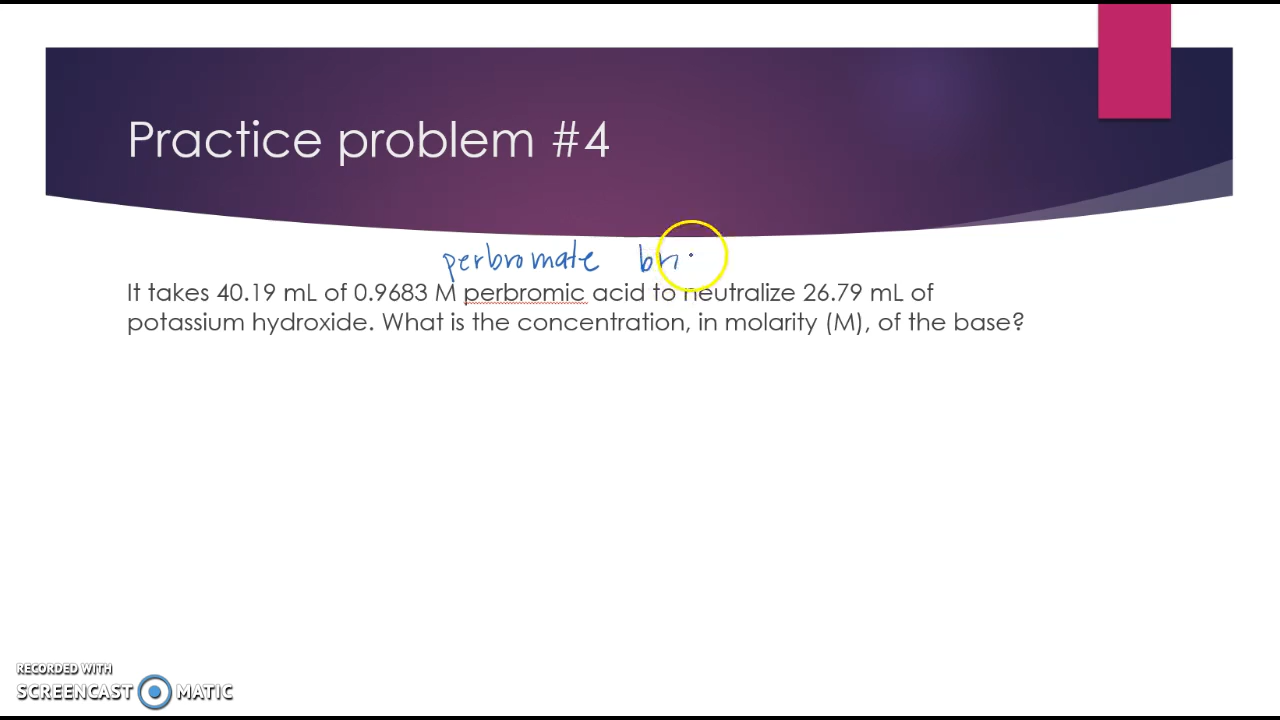 Practice problem #4
perbromate
It takes 40.19 mL of 0.9683 M perbromic acid to neutralize 26.79 mL of
potassium hydroxide. What is the concentration, in molarity (M), of the base?
RECORDED WITH
SCREENCAST MATIC